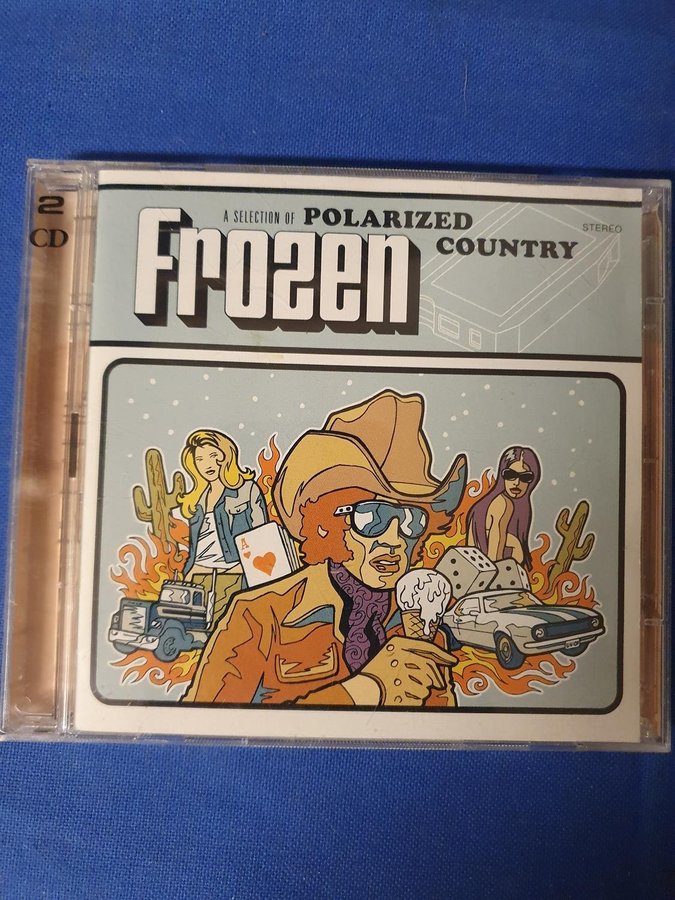 2
CD
A SELECTION OF POLARIZED
COUNTRY
STEREO
Frozen
A